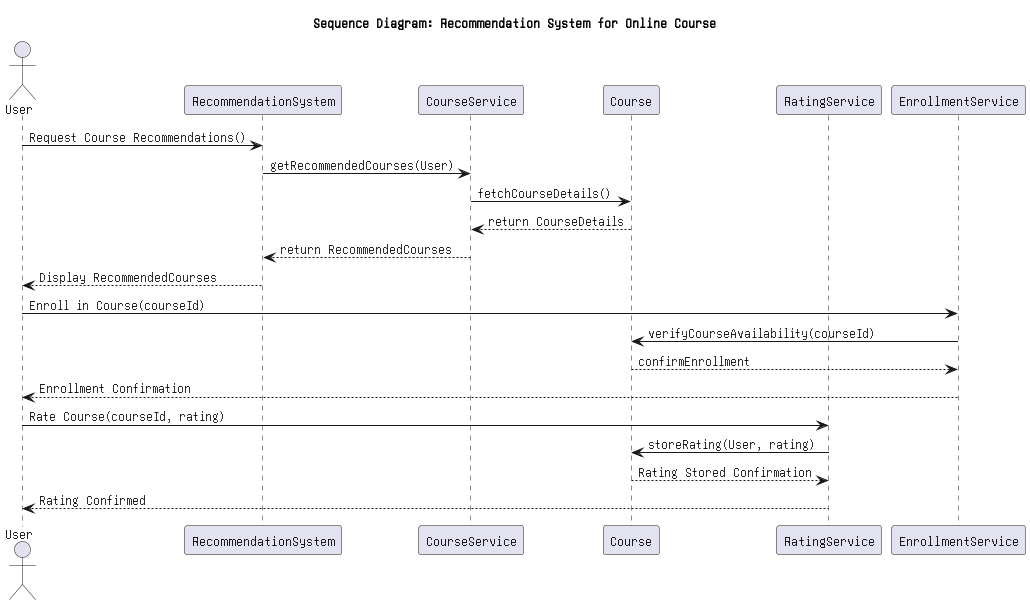 Sequence Diagram: Recommendation System for Online Course
User
RecommendationSystem
CourseService
Course
RatingService
EnrollmentService
Request Course Recommendations()
getRecommendedCourses(User)
fetchCourseDetails()
return CourseDetails
return RecommendedCourses
Display RecommendedCourses
Enroll in Course(courseId)
verifyCourseAvailability(courseId)
confirmEnrollment
Enrollment Confirmation
Rate Course(courseId, rating)
storeRating(User, rating)
Rating Stored Confirmation
Rating Confirmed
User
RecommendationSystem
CourseService
Course
RatingService
EnrollmentService